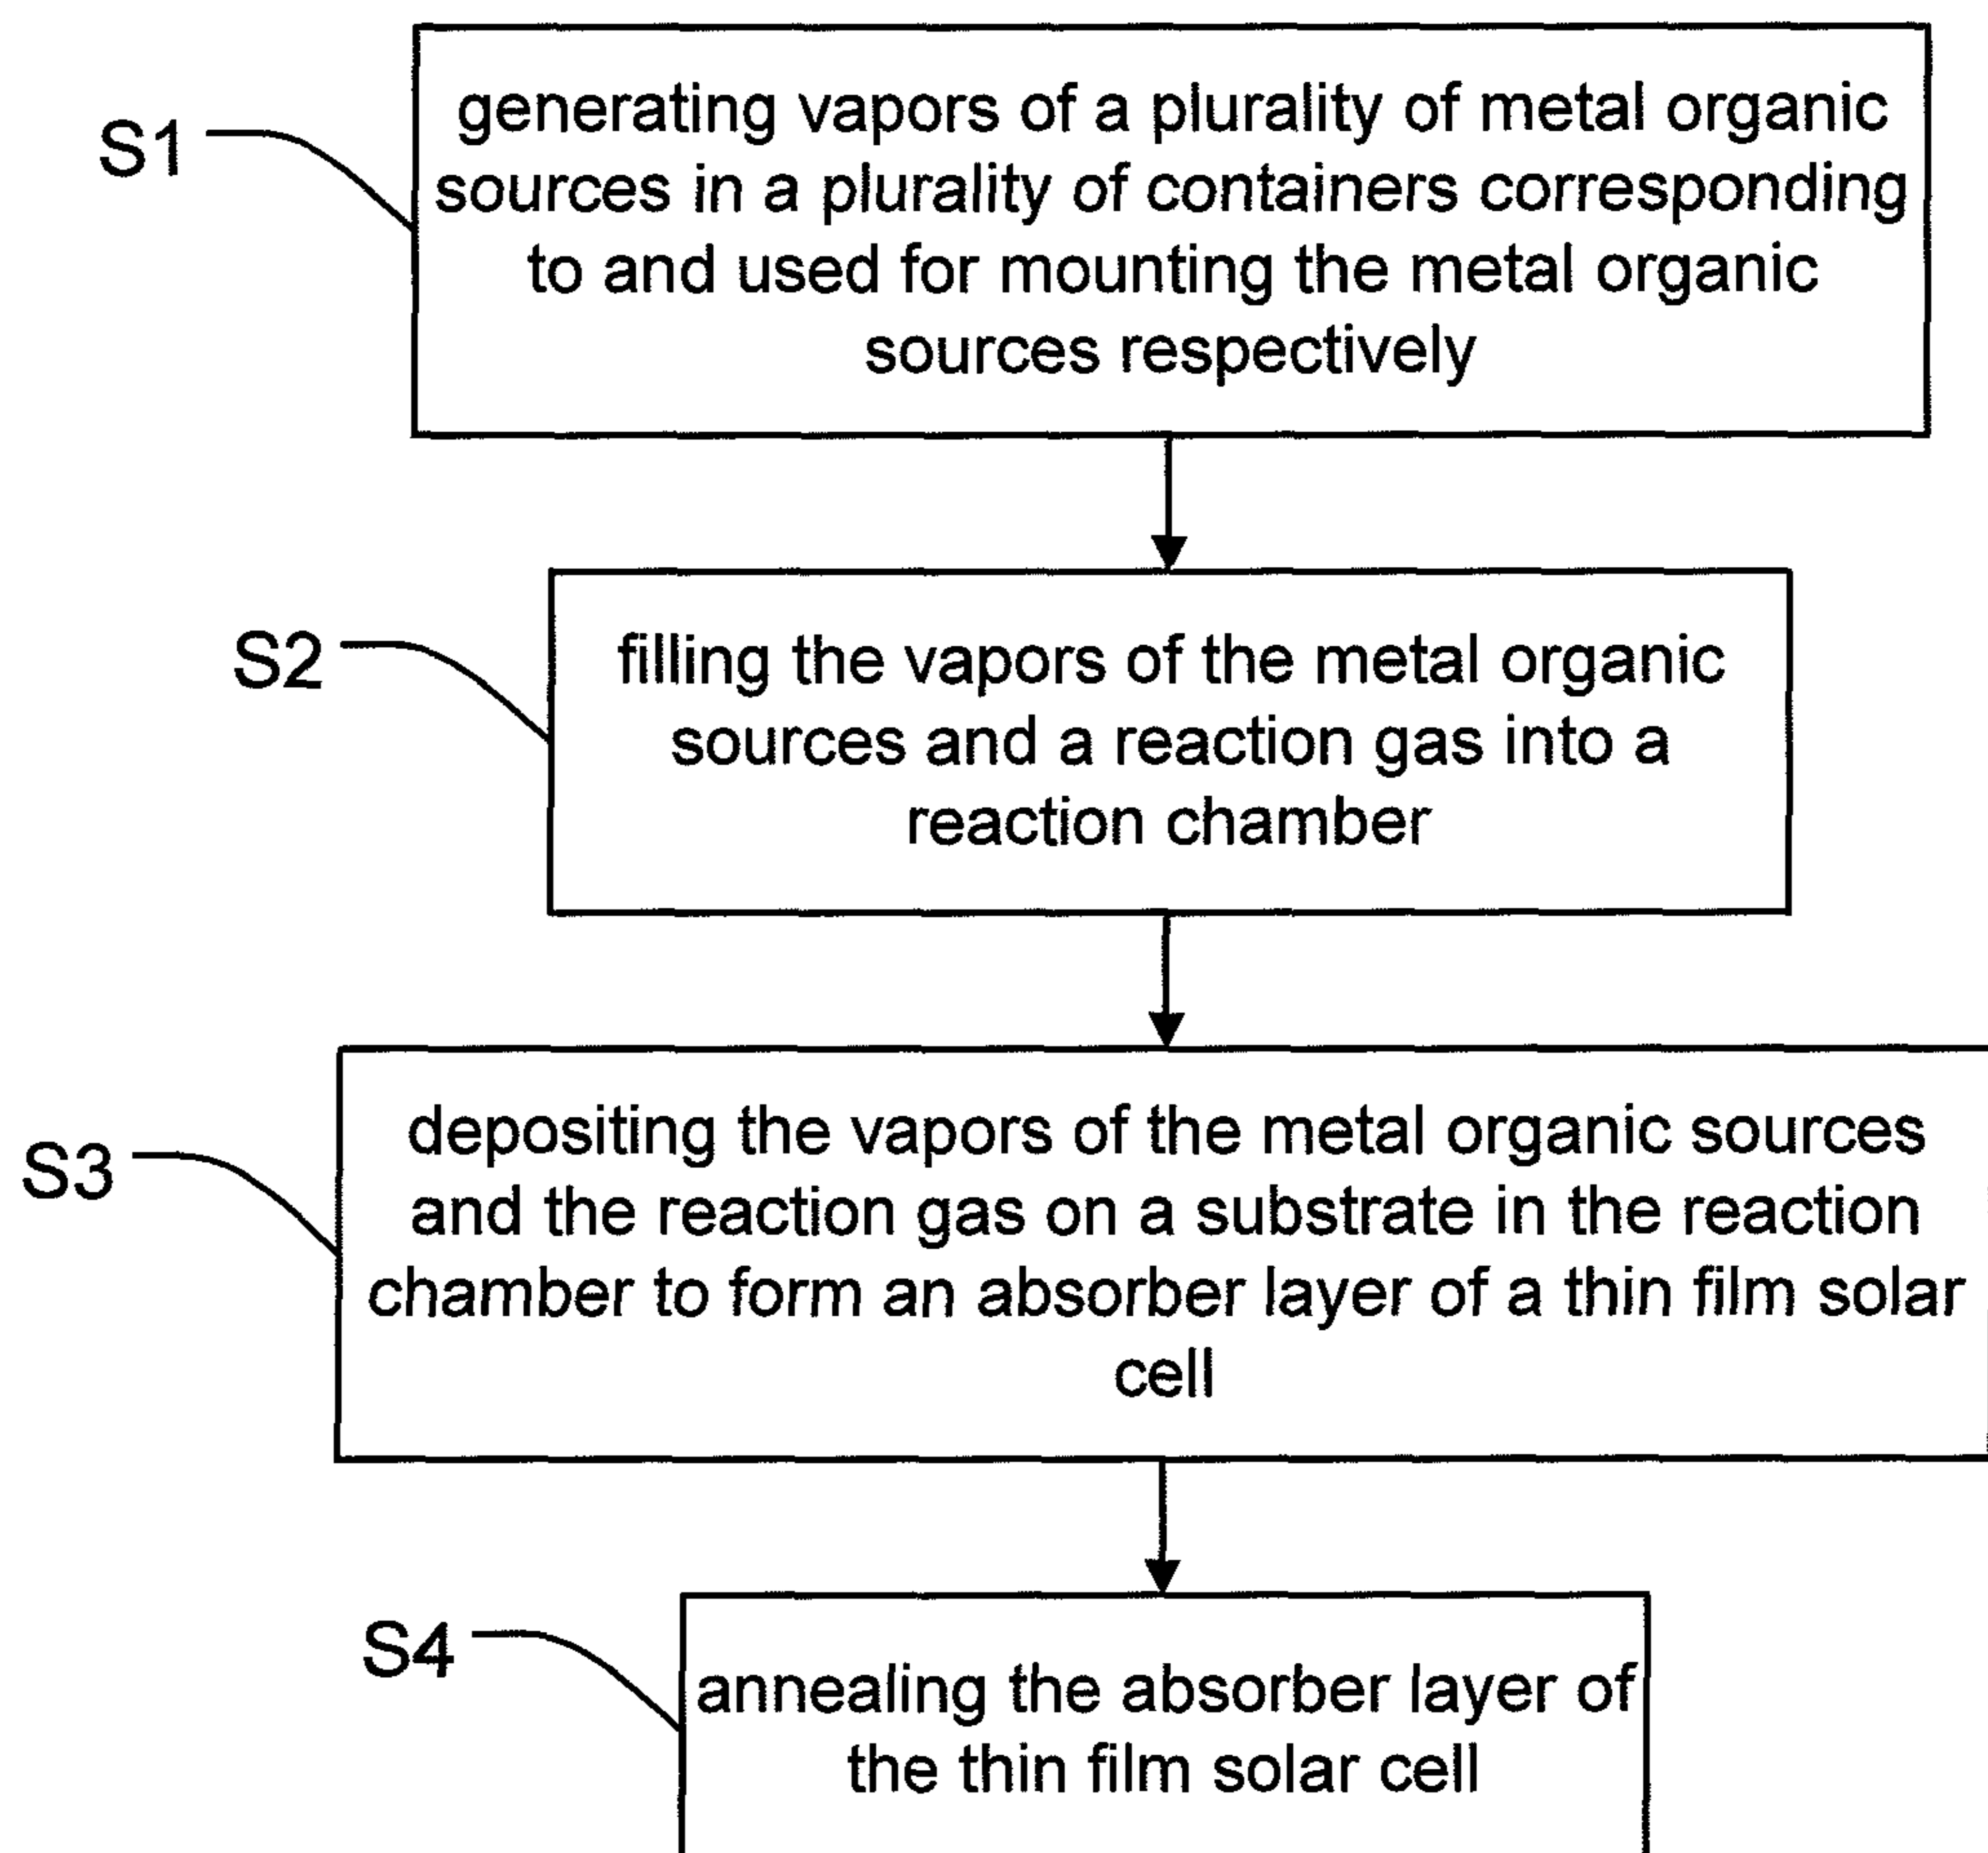 S1
generating vapors of a plurality of metal organic
sources in a plurality of containers corresponding
to and used for mounting the metal organic
sources respectively
S2
filling the vapors of the metal organic
sources and a reaction gas into a
reaction chamber
S3
depositing the vapors of the metal organic sources
and the reaction gas on a substrate in the reaction
chamber to form an absorber layer of a thin film solar
cell
S4
annealing the absorber layer of
the thin film solar cell